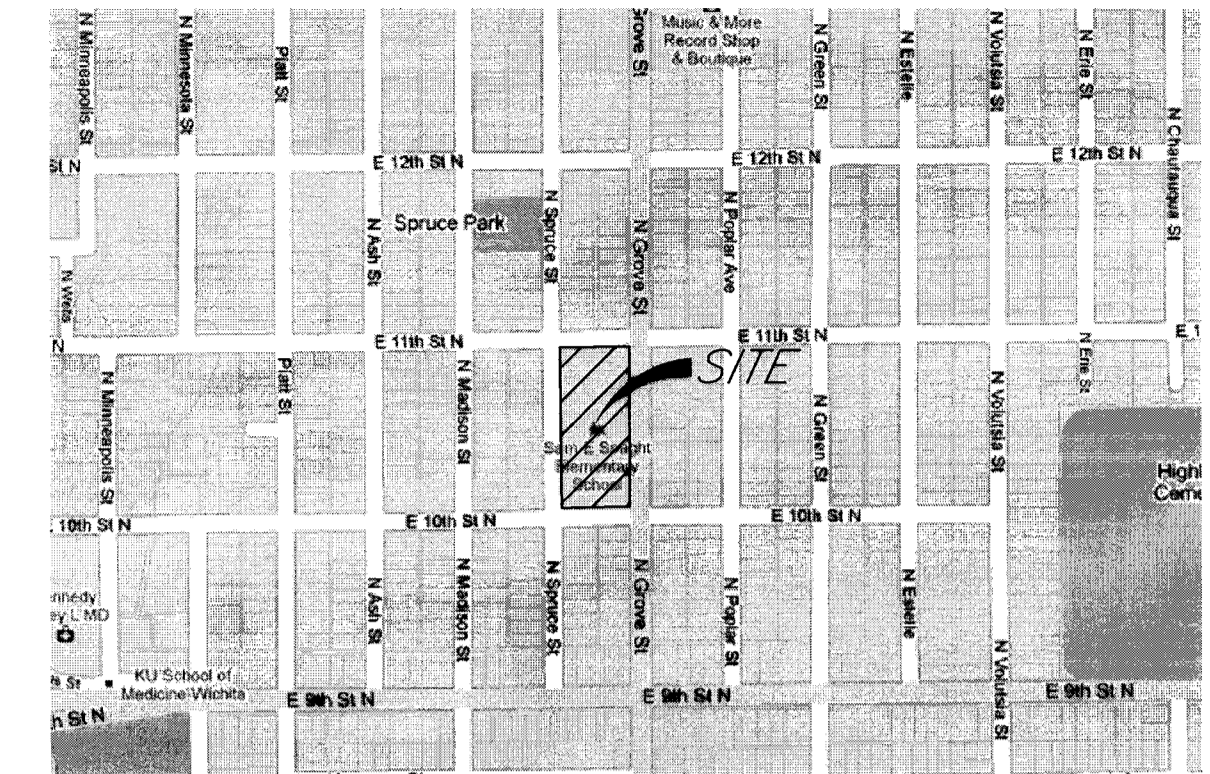 Grove St
Music & More
Record Shop
& Boutique
N Minneapolis St
N Minnesota St
Platt St
N Green St
N Estelle
N Volutsia St
N Erie St
N Chautauqua St
St N
E 12th St N
E 12th St N
E 12th St N
Spruce Park
N Ash St
N Spruce St
N Grove St
N Poplar Ave
N
E 11th St N
E 11th St N
E 1
N Minneapolis St
Platt St
N Madison St
SITE
N Green St
N Volutsia St
N Erie St
Elementary
School
Highl
Ceme
10th St N
E 10th St N
E 10th St N
nnedy
ey L MD
N Ash St
N Madison St
N Spruce St
N Grove St
N Poplar St
N Estelle
N Volutsia St
KU School of
Medicine-Wichita
h St N
E 9th St N
E 9th St N
E 9th St N